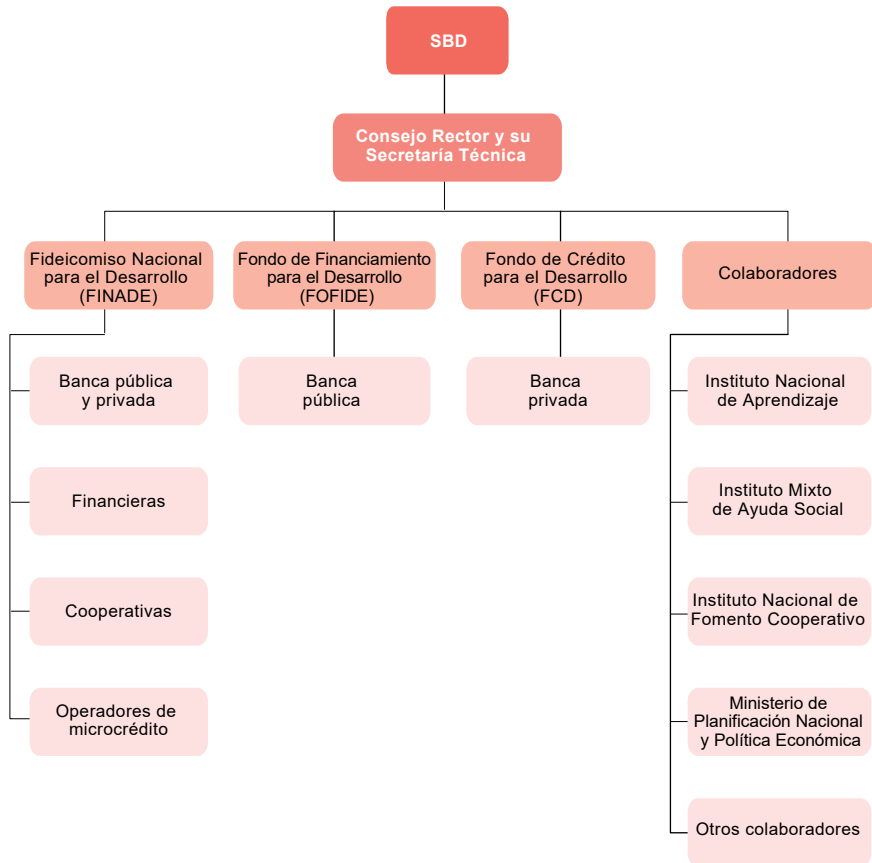 SBD
Consejo Rector y su
Secretaría Técnica
Fideicomiso Nacional
para el Desarrollo
(FINADE)
Fondo de Financiamiento
para el Desarrollo
(FOFIDE)
Fondo de Crédito
para el Desarrollo
(FCD)
Colaboradores
Banca pública
y privada
Financieras
Cooperativas
Operadores de
microcrédito
Banca
pública
Banca
privada
Instituto Nacional
de Aprendizaje
Instituto Mixto
de Ayuda Social
Instituto Nacional de
Fomento Cooperativo
Ministerio de
Planificación Nacional
y Política Económica
Otros colaboradores